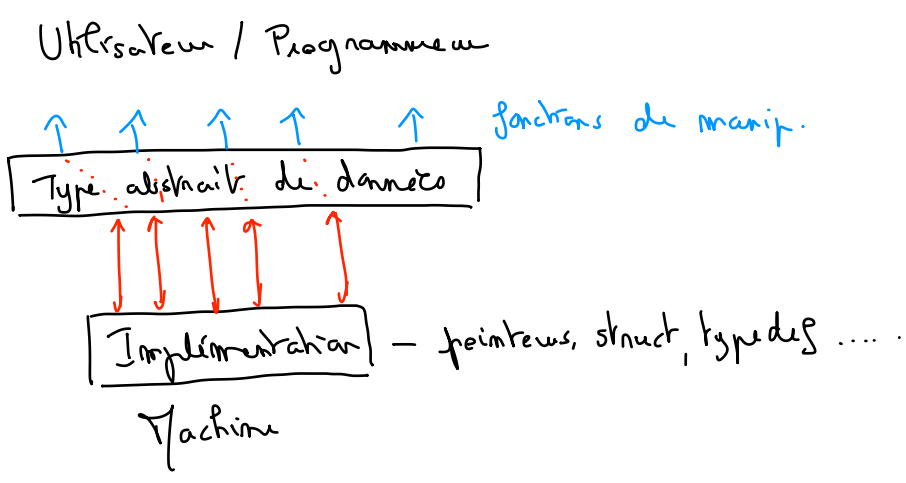 Utilisateur / Programmeur
fonctions de manip.
Type abstrait de données
Implémentation — pointeurs, struct, typedef .....
Machine